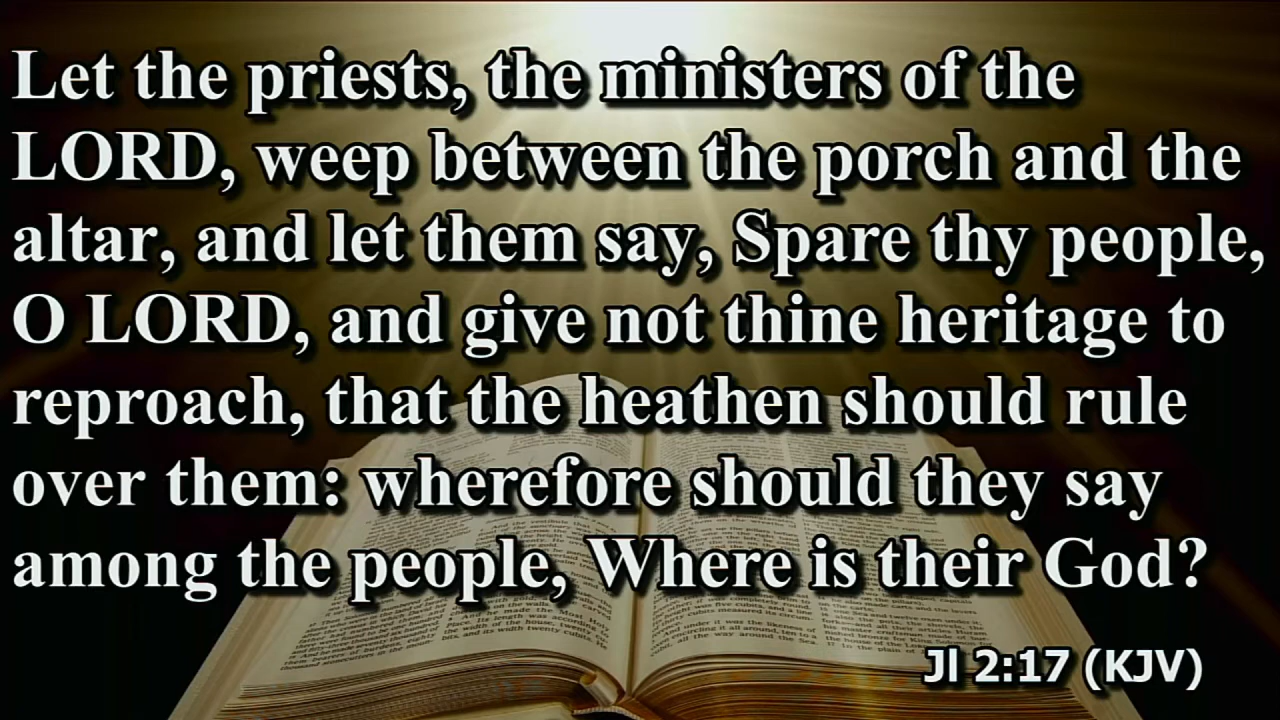 Let the priests, the ministers of the
LORD, weep between the porch and the
altar, and let them say, Spare thy people,
O LORD, and give not thine heritage to
reproach, that the heathen should rule
over them: wherefore should they say
among the people, Where is their God?
Jl 2:17 (KJV)